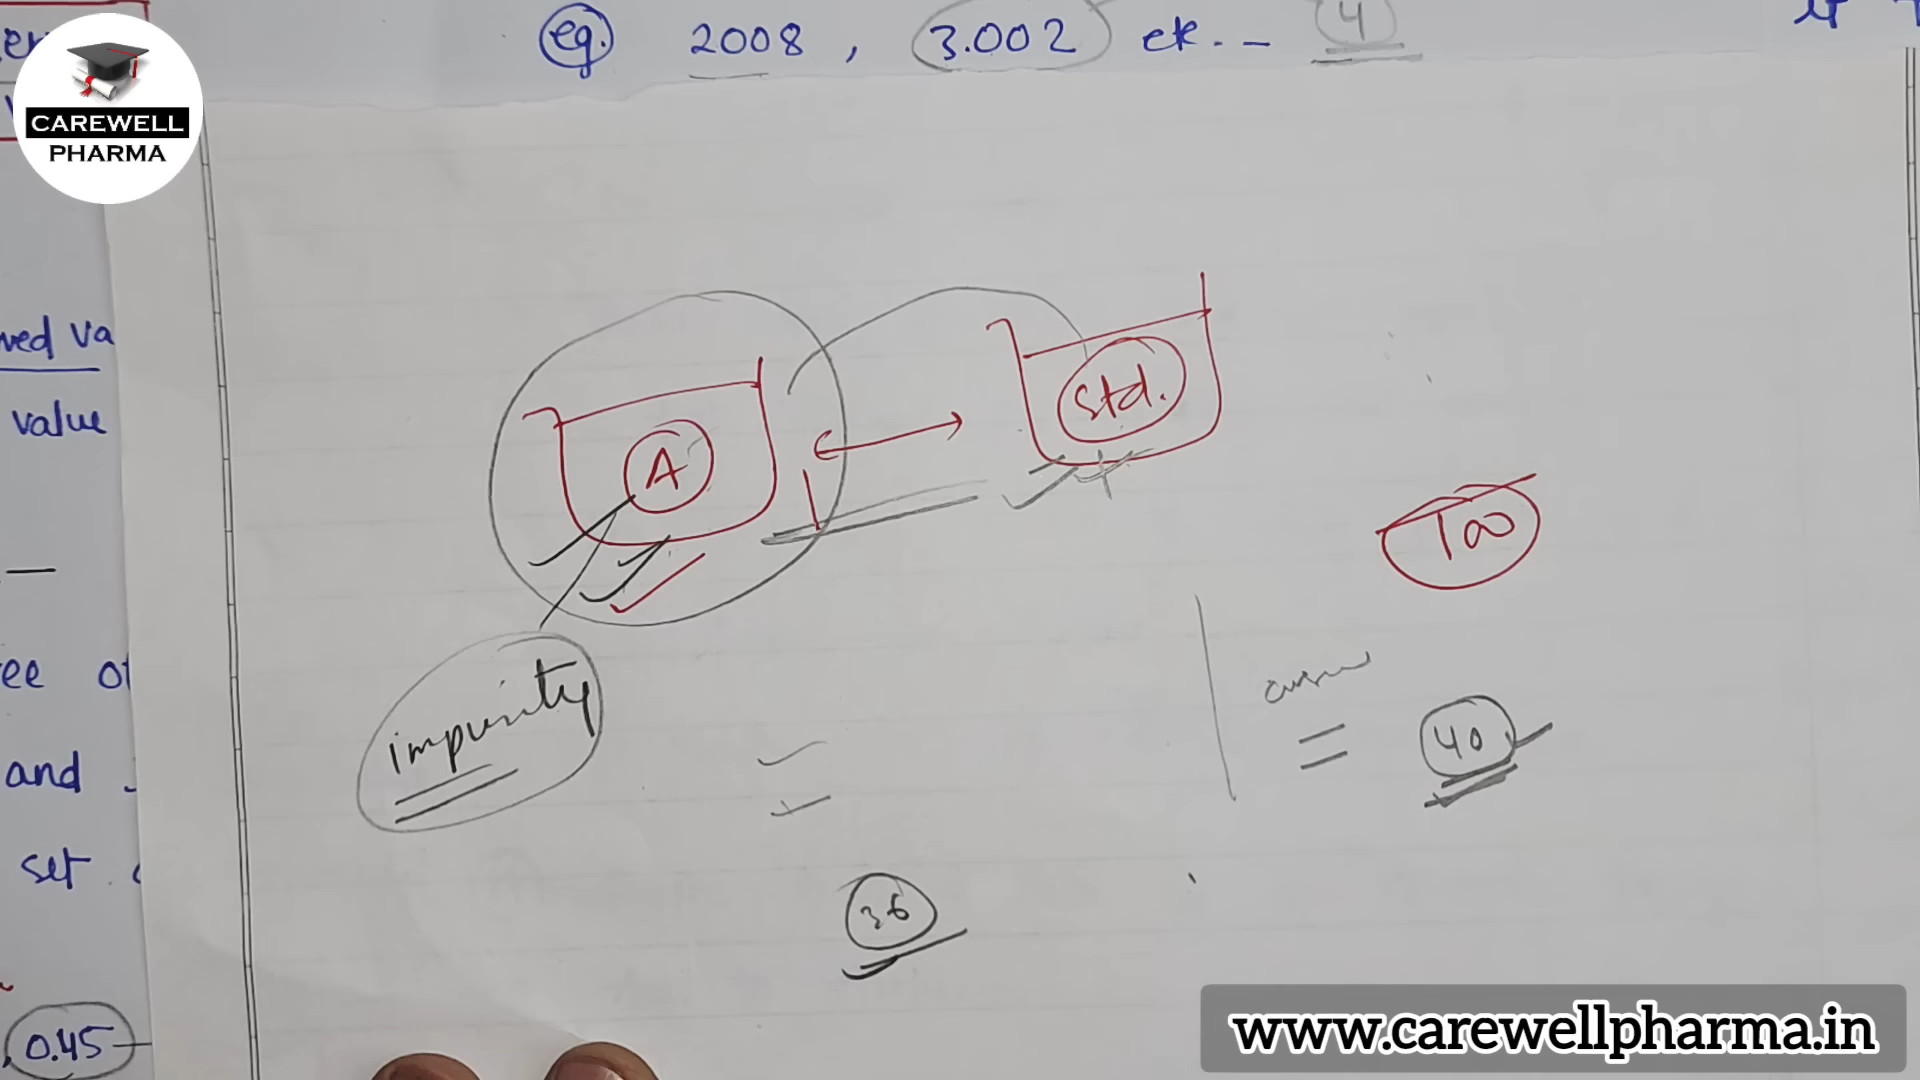 eg. 2008, 3.002 etc.-- 4
CAREWELL
PHARMA
ved Va
value
A
Std.
100
ee of
impurity
= 40
and
set
36
0.45
www.carewellpharma.in